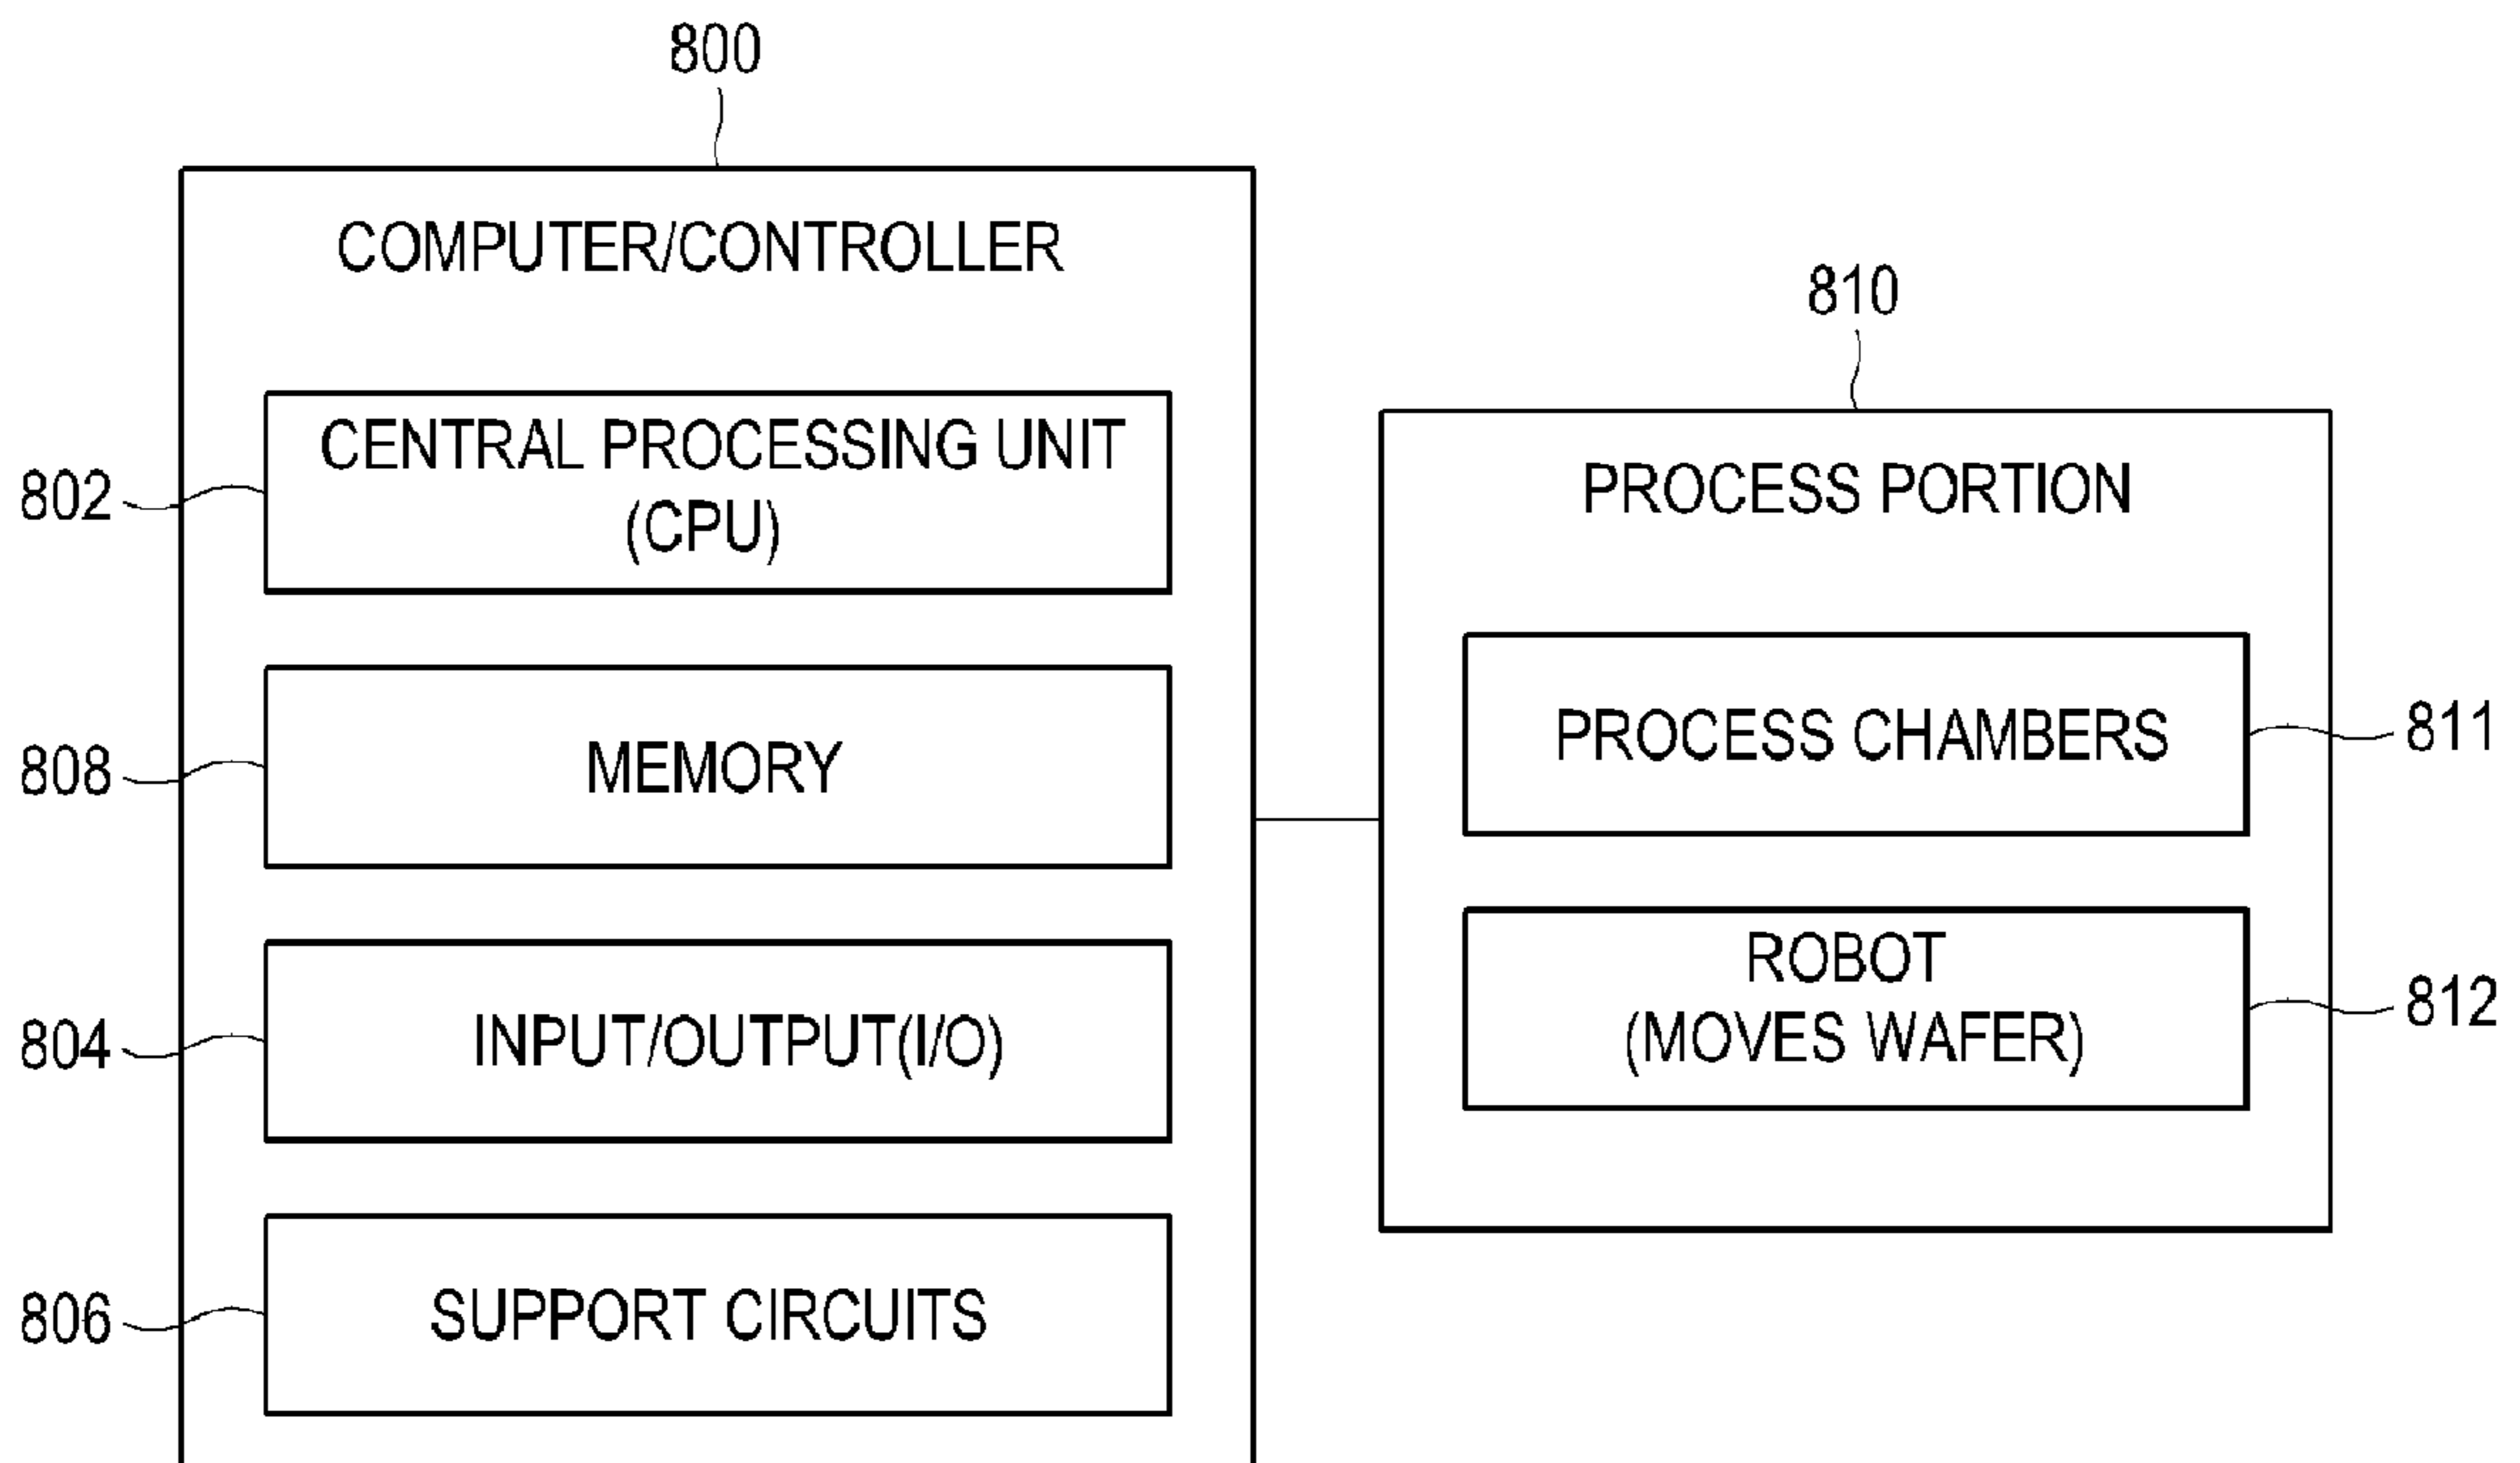 800
COMPUTER/CONTROLLER
802
CENTRAL PROCESSING UNIT
(CPU)
808
MEMORY
804
INPUT/OUTPUT(I/O)
806
SUPPORT CIRCUITS
810
PROCESS PORTION
PROCESS CHAMBERS
811
ROBOT
(MOVES WAFER)
812